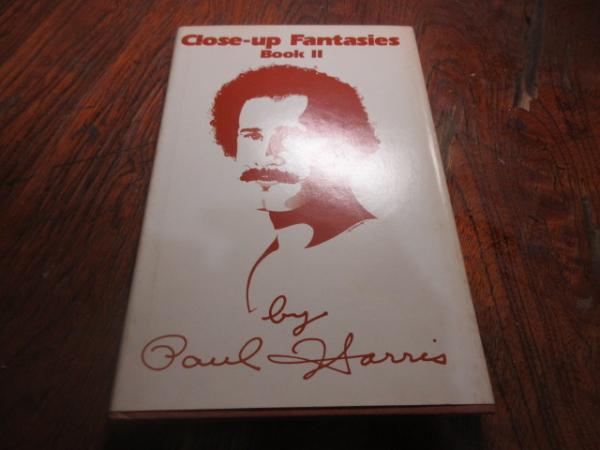 Close-up Fantasies
Book II
by
Paul Harris